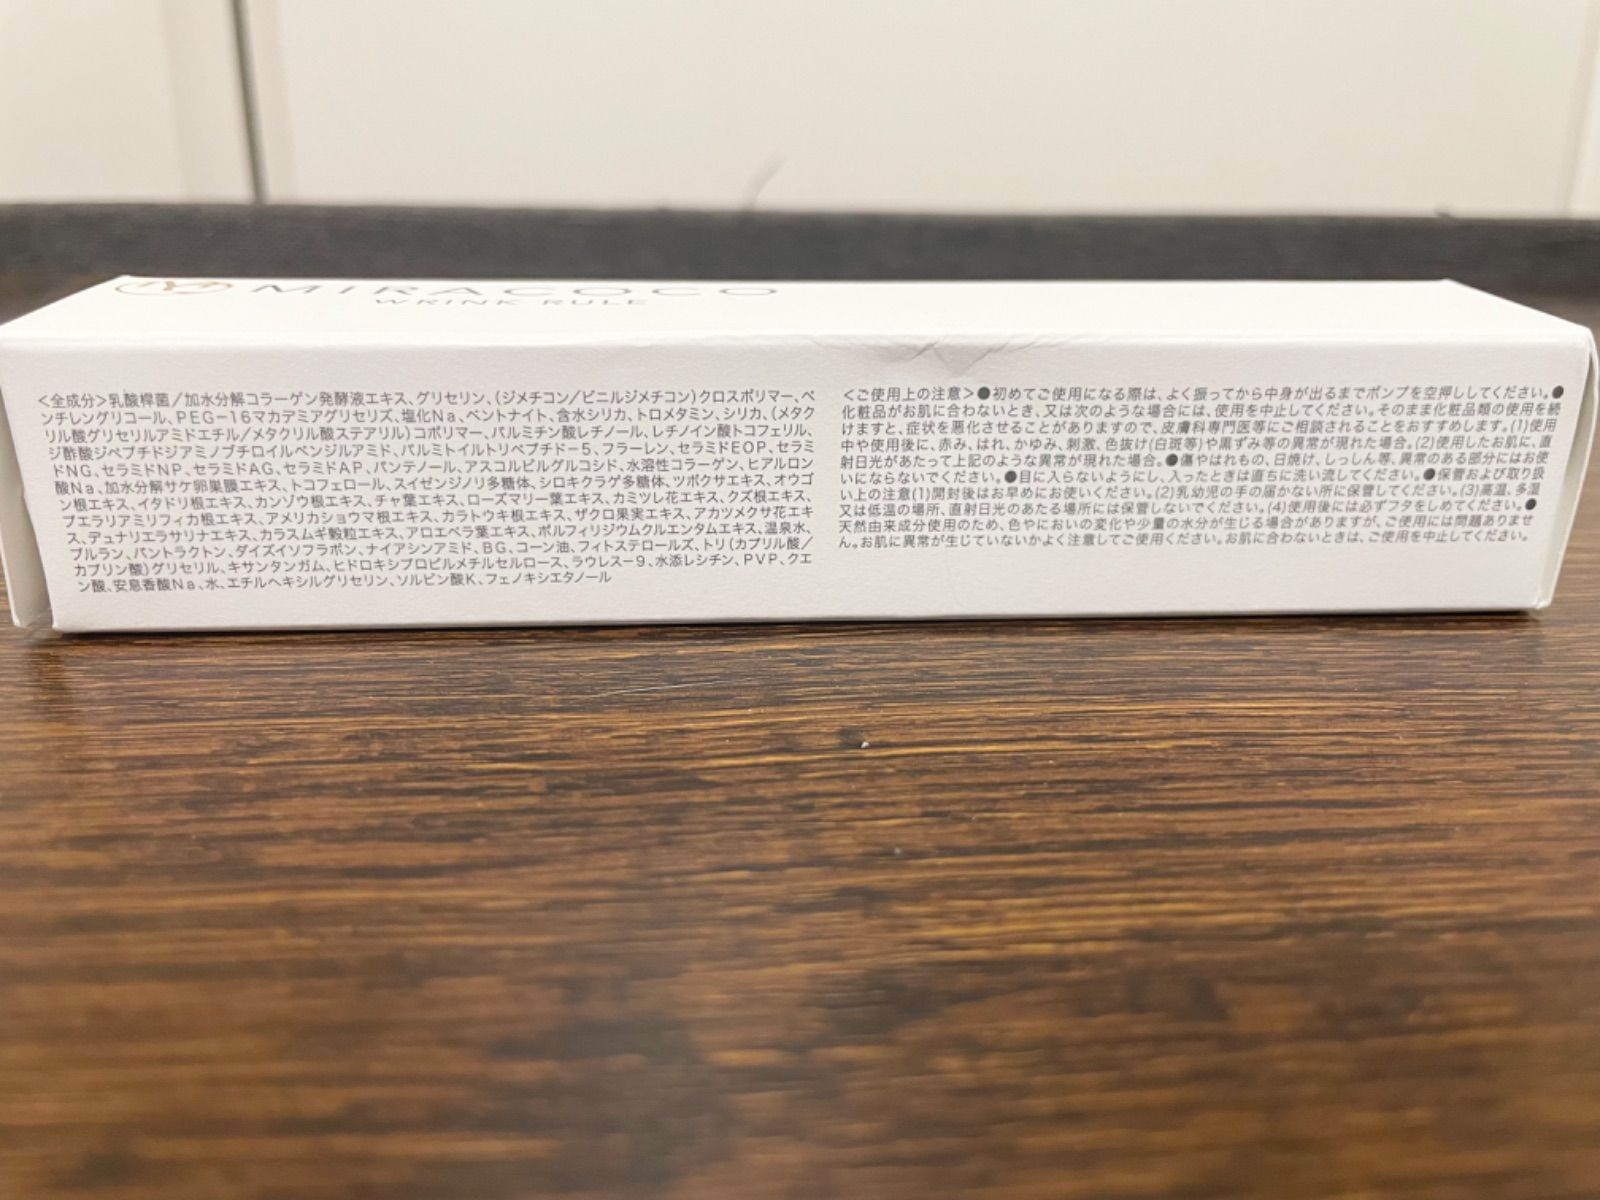 MIRACOCO
WRINK RULE
＜全成分＞乳酸桿菌／加水分解コラーゲン発酵液エキス、グリセリン、（ジメチコン／ビニルジメチコン）クロスポリマー、ペ
ンチレングリコール、PEG-16マカデミアグリセリズ、塩化Na、ベントナイト、含水シリカ、トロメタミン、シリカ、（メタク
リル酸グリセリルアミドエチル／メタクリル酸ステアリル）コポリマー、パルミチン酸レチノール、レチノイン酸トコフェリル、
ジ酢酸ジペプチドジアミノブチロイルベンジルアミド、パルミトイルトリペプチド-5、フラーレン、セラミドEOP、セラミ
ドNG、セラミドNP、セラミドAG、セラミドAP、パンテノール、アスコルビルグルコシド、水溶性コラーゲン、ヒアルロン
酸Na、加水分解サケ卵巣膜エキス、トコフェロール、スイゼンジノリ多糖体、シロキクラゲ多糖体、ツボクサエキス、オウゴ
ン根エキス、イタドリ根エキス、カンゾウ根エキス、チャ葉エキス、ローズマリー葉エキス、カミツレ花エキス、クズ根エキス、
プエラリアミリフィカ根エキス、アメリカショウマ根エキス、カラトウキ根エキス、ザクロ果実エキス、アカツメクサ花エキ
ス、デュナリエラサリナエキス、カラスムギ穀粒エキス、アロエベラ葉エキス、ポルフィリジウムクルエンタムエキス、温泉水、
プルラン、パントラクトン、ダイズイソフラボン、ナイアシンアミド、BG、コーン油、フィトステロールズ、トリ（カプリル酸／
カプリン酸）グリセリル、キサンタンガム、ヒドロキシプロピルメチルセルロース、ラウレス-9、水添レシチン、PVP、クエ
ン酸、安息香酸Na、水、エチルヘキシルグリセリン、ソルビン酸K、フェノキシエタノール
＜ご使用上の注意＞●初めてご使用になる際は、よく振ってから中身が出るまでポンプを空押ししてください。●
化粧品がお肌に合わないとき、又は次のような場合には、使用を中止してください。そのまま化粧品類の使用を続
けますと、症状を悪化させることがありますので、皮膚科専門医等にご相談されることをおすすめします。(1)使用
中や使用後に、赤み、はれ、かゆみ、刺激、色抜け(白斑等)や黒ずみ等の異常が現れた場合。(2)使用したお肌に、直
射日光があたって上記のような異常が現れた場合。●傷やはれもの、日焼け、しっしん等、異常のある部分にはお使
いにならないでください。●目に入らないようにし、入ったときは直ちに洗い流してください。●保管および取り扱
い上の注意(1)開封後はお早めにお使いください。(2)乳幼児の手の届かない所に保管してください。(3)高温、多湿
又は低温の場所、直射日光のあたる場所には保管しないでください。(4)使用後には必ずフタをしめてください。●
天然由来成分使用のため、色やにおいの変化や少量の水分が生じる場合がありますが、ご使用には問題ありませ
ん。お肌に異常が生じていないかよく注意してご使用ください。お肌に合わないときは、ご使用を中止してください。